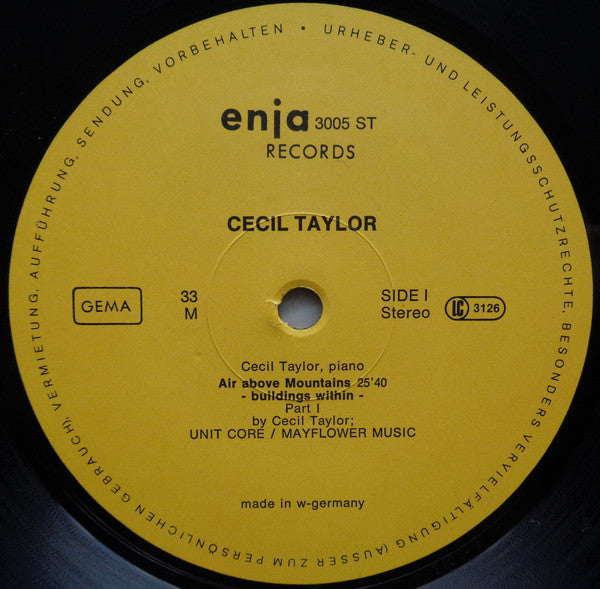 URHEBER- UND LEISTUNGSSCHUTZRECHTE, BESONDERS VERVIELFÄLTIGUNG (AUSSER ZUM PERSÖNLICHEN GEBRAUCH), VERMIETUNG, AUFFÜHRUNG, SENDUNG, VORBEHALTEN •
enja 3005 ST
RECORDS
CECIL TAYLOR
GEMA
33
M
SIDE I
Stereo
LC 3126
Cecil Taylor, piano
Air above Mountains 25'40
- buildings within -
Part I
by Cecil Taylor;
UNIT CORE / MAYFLOWER MUSIC
made in w-germany